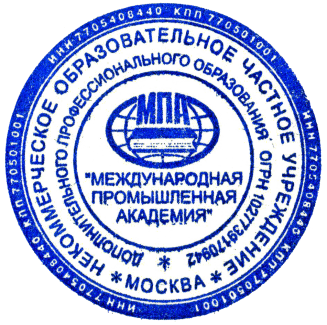 ИНН 7705408440 КПП 770501001
НЕКОММЕРЧЕСКОЕ ОБРАЗОВАТЕЛЬНОЕ ЧАСТНОЕ УЧРЕЖДЕНИЕ
ДОПОЛНИТЕЛЬНОГО ПРОФЕССИОНАЛЬНОГО ОБРАЗОВАНИЯ ОГРН 1027739170942
МПА
"МЕЖДУНАРОДНАЯ
ПРОМЫШЛЕННАЯ
АКАДЕМИЯ"
* МОСКВА *